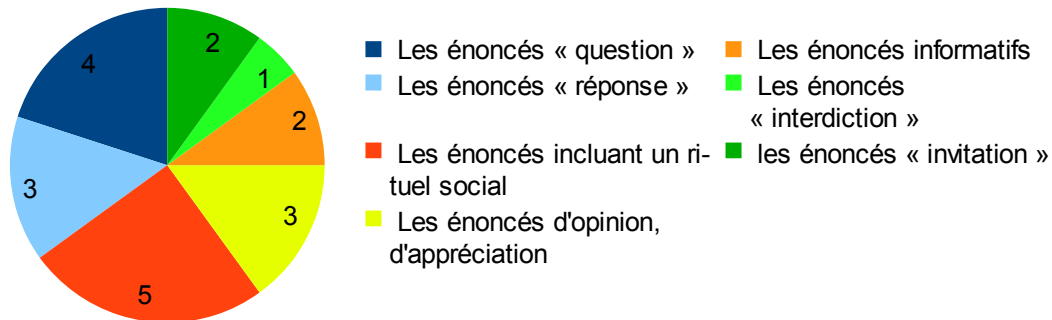 2
4
1
2
3
3
5
Les énoncés « question »
Les énoncés « réponse »
Les énoncés incluant un ri-
tuel social
Les énoncés d'opinion,
d'appréciation
Les énoncés informatifs
Les énoncés
« interdiction »
les énoncés « invitation »